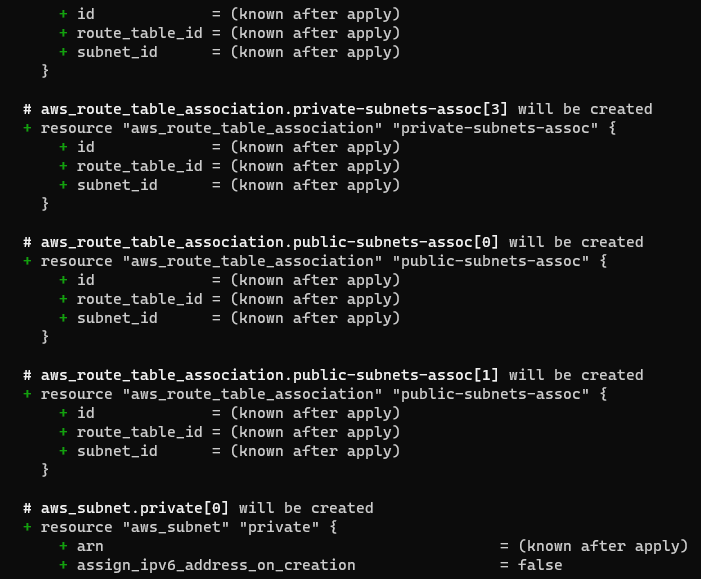 + id             = (known after apply)
+ route_table_id = (known after apply)
+ subnet_id      = (known after apply)
}
# aws_route_table_association.private-subnets-assoc[3] will be created
+ resource "aws_route_table_association" "private-subnets-assoc" {
+ id             = (known after apply)
+ route_table_id = (known after apply)
+ subnet_id      = (known after apply)
}
# aws_route_table_association.public-subnets-assoc[0] will be created
+ resource "aws_route_table_association" "public-subnets-assoc" {
+ id             = (known after apply)
+ route_table_id = (known after apply)
+ subnet_id      = (known after apply)
}
# aws_route_table_association.public-subnets-assoc[1] will be created
+ resource "aws_route_table_association" "public-subnets-assoc" {
+ id             = (known after apply)
+ route_table_id = (known after apply)
+ subnet_id      = (known after apply)
}
# aws_subnet.private[0] will be created
+ resource "aws_subnet" "private" {
+ arn                                            = (known after apply)
+ assign_ipv6_address_on_creation                = false